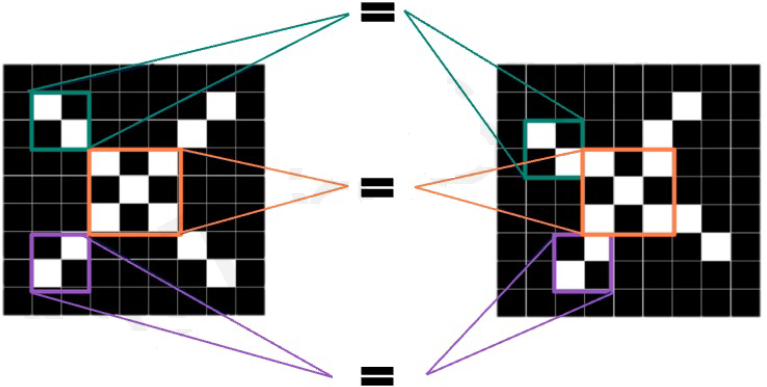 =
=
=